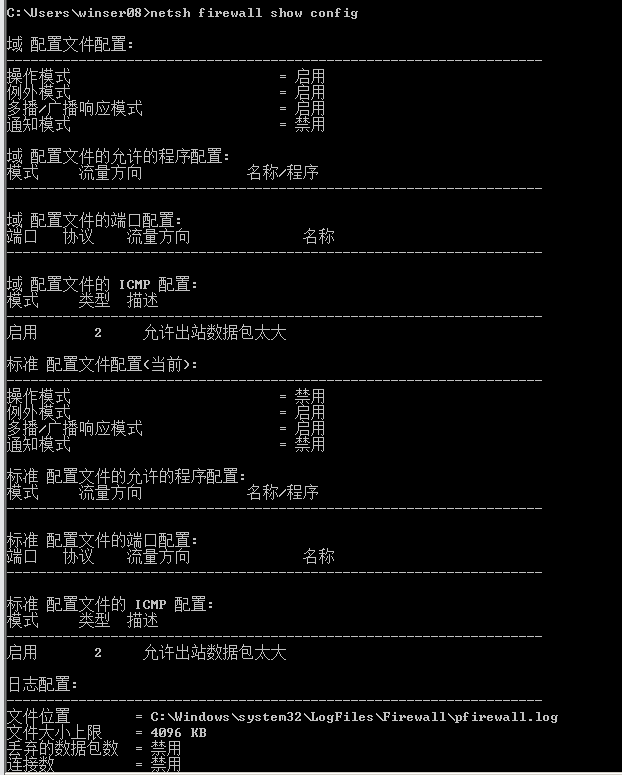 C:\Users\winser08>netsh firewall show config
域 配置文件配置:
-------------------------------------------------------------------
操作模式 = 启用
例外模式 = 启用
多播/广播响应模式 = 启用
通知模式 = 禁用
域 配置文件的允许的程序配置:
模式 流量方向 名称/程序
-------------------------------------------------------------------
域 配置文件的端口配置:
端口 协议 流量方向 名称
-------------------------------------------------------------------
域 配置文件的 ICMP 配置:
模式 类型 描述
-------------------------------------------------------------------
启用 2 允许出站数据包太大
标准 配置文件配置(当前):
-------------------------------------------------------------------
操作模式 = 禁用
例外模式 = 启用
多播/广播响应模式 = 启用
通知模式 = 禁用
标准 配置文件的允许的程序配置:
模式 流量方向 名称/程序
-------------------------------------------------------------------
标准 配置文件的端口配置:
端口 协议 流量方向 名称
-------------------------------------------------------------------
标准 配置文件的 ICMP 配置:
模式 类型 描述
-------------------------------------------------------------------
启用 2 允许出站数据包太大
日志配置:
-------------------------------------------------------------------
文件位置 = C:\Windows\system32\LogFiles\Firewall\pfirewall.log
文件大小上限 = 4096 KB
丢弃的数据包数 = 禁用
连接数 = 禁用